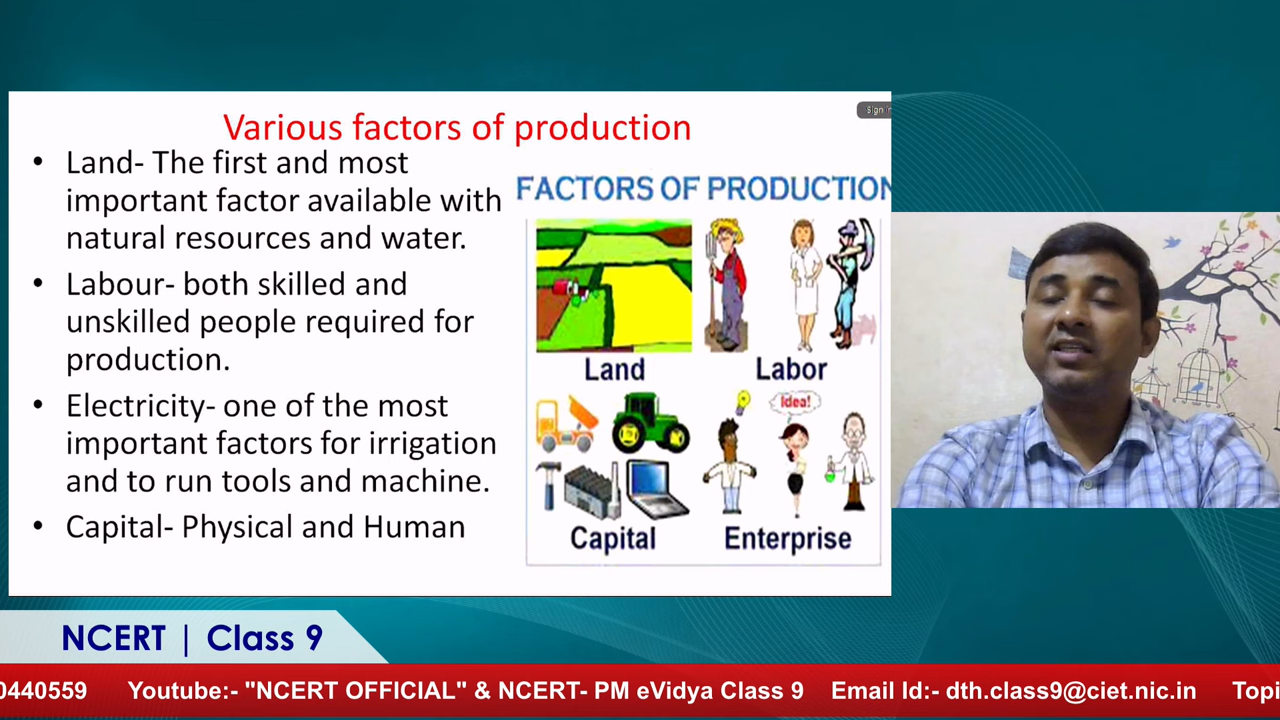 Various factors of production
• Land- The first and most
important factor available with
natural resources and water.
• Labour- both skilled and
unskilled people required for
production.
• Electricity- one of the most
important factors for irrigation
and to run tools and machine.
• Capital- Physical and Human
Sign in
FACTORS OF PRODUCTION
Land
Labor
Idea!
Capital
Enterprise
NCERT | Class 9
0440559 Youtube:- "NCERT OFFICIAL" & NCERT- PM eVidya Class 9 Email Id:- dth.class9@ciet.nic.in Topi